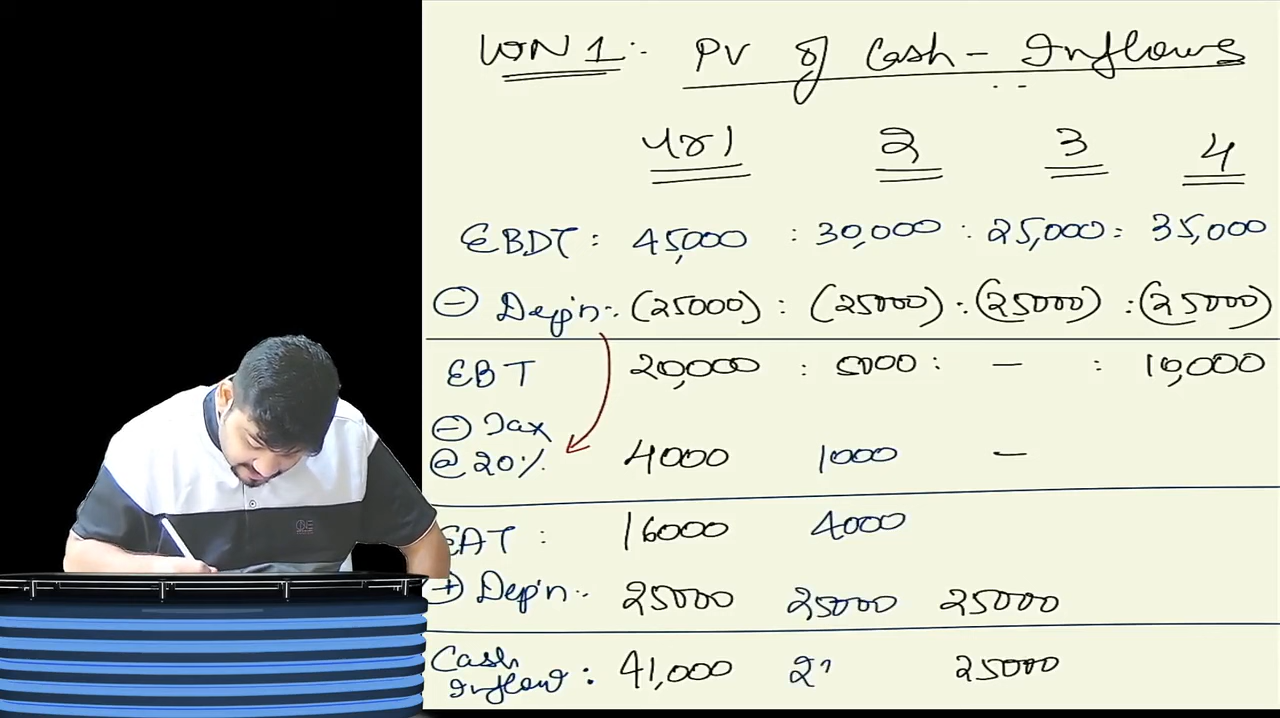 WN 1 :- PV of Cash - Inflows
yr 1 2 3 4
EBDT : 45,000 : 30,000 : 25,000 : 35,000
(-) Dep'n :- (25000) : (25000) : (25000) : (25000)
EBT 20,000 : 5000 : — : 10,000
(-) Tax
@ 20% 4000 1000 —
EAT : 16000 4000
(+) Dep'n :- 25000 25000 25000
Cash
Inflow : 41,000 2 25000